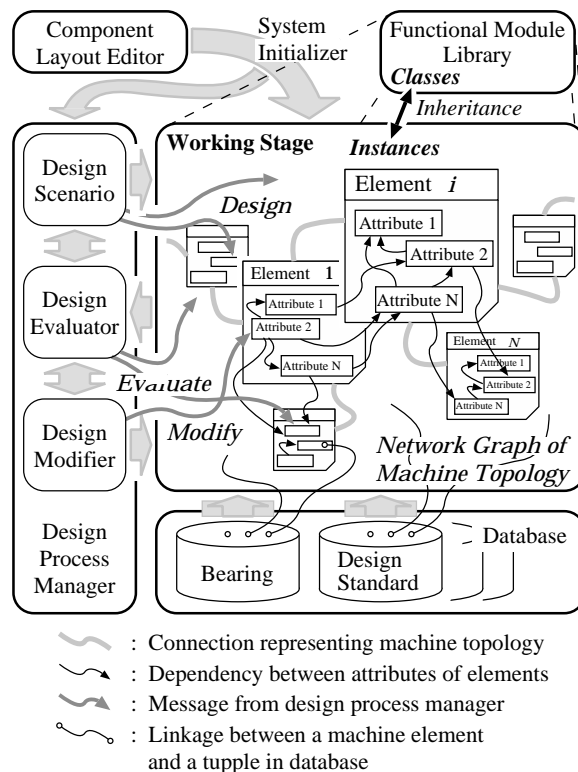 Component
Layout Editor
System
Initializer
Functional Module
Library
Classes
Inheritance
Instances
Working Stage
Design
Scenario
Design
Evaluator
Design
Modifier
Design
Process
Manager
Design
Evaluate
Modify
Element i
Attribute 1
Attribute 2
Attribute N
Element 1
Attribute 1
Attribute 2
Attribute N
Element N
Attribute 1
Attribute 2
Attribute N
Network Graph of
Machine Topology
Bearing
Design
Standard
Database
: Connection representing machine topology
: Dependency between attributes of elements
: Message from design process manager
: Linkage between a machine element
and a tupple in database